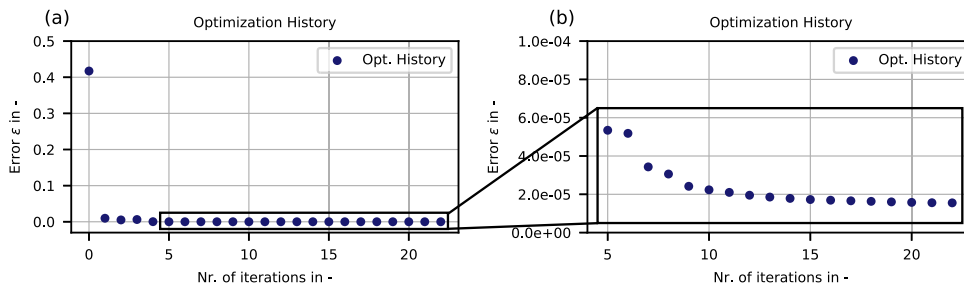 (a)
Optimization History
0.5
0.4
0.3
0.2
0.1
0.0
Error ε in -
Opt. History
0 5 10 15 20
Nr. of iterations in -
(b)
Optimization History
1.0e-04
8.0e-05
6.0e-05
4.0e-05
2.0e-05
0.0e+00
Error ε in -
Opt. History
5 10 15 20
Nr. of iterations in -